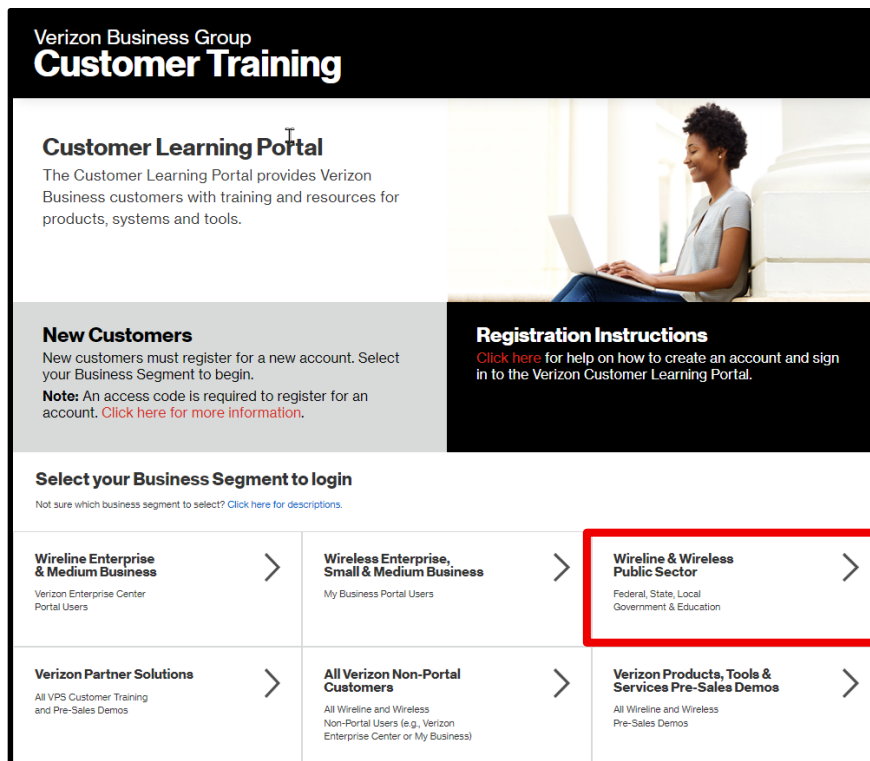 Verizon Business Group
Customer Training
Customer Learning Portal
The Customer Learning Portal provides Verizon
Business customers with training and resources for
products, systems and tools.
New Customers
New customers must register for a new account. Select
your Business Segment to begin.
Note: An access code is required to register for an
account. Click here for more information.
Registration Instructions
Click here for help on how to create an account and sign
in to the Verizon Customer Learning Portal.
Select your Business Segment to login
Not sure which business segment to select? Click here for descriptions.
Wireline Enterprise
& Medium Business
Verizon Enterprise Center
Portal Users
Wireless Enterprise,
Small & Medium Business
My Business Portal Users
Wireline & Wireless
Public Sector
Federal, State, Local
Government & Education
Verizon Partner Solutions
All VPS Customer Training
and Pre-Sales Demos
All Verizon Non-Portal
Customers
All Wireline and Wireless
Non-Portal Users (e.g., Verizon
Enterprise Center or My Business)
Verizon Products, Tools &
Services Pre-Sales Demos
All Wireline and Wireless
Pre-Sales Demos